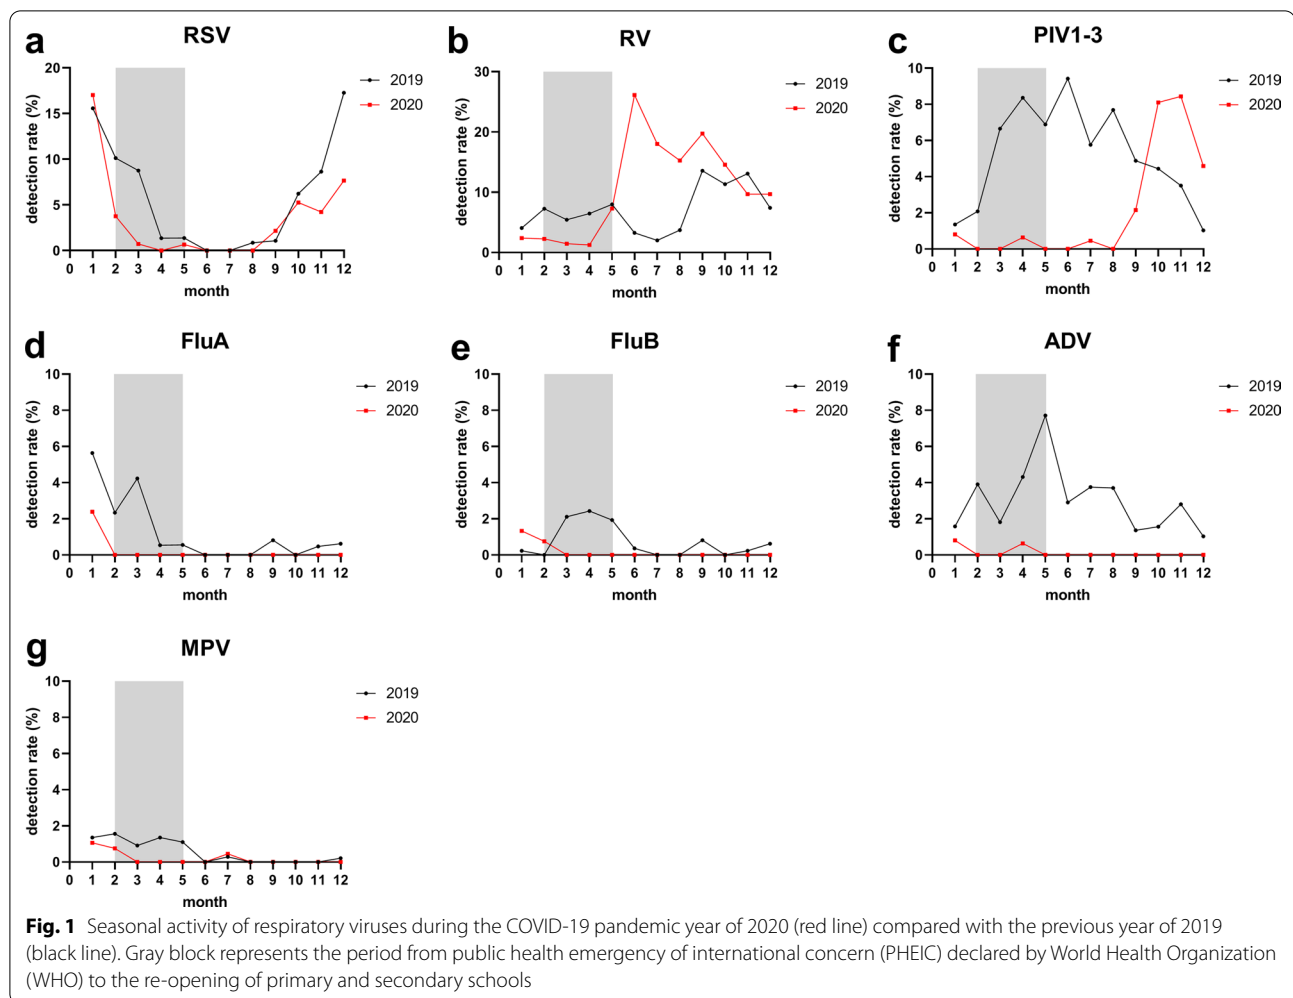 a RSV
20
15
10
5
0
detection rate (%)
0 1 2 3 4 5 6 7 8 9 10 11 12
month
2019
2020
b RV
30
20
10
0
detection rate (%)
0 1 2 3 4 5 6 7 8 9 10 11 12
month
2019
2020
c PIV1-3
10
8
6
4
2
0
detection rate (%)
0 1 2 3 4 5 6 7 8 9 10 11 12
month
2019
2020
d FluA
10
8
6
4
2
0
detection rate (%)
0 1 2 3 4 5 6 7 8 9 10 11 12
month
2019
2020
e FluB
10
8
6
4
2
0
detection rate (%)
0 1 2 3 4 5 6 7 8 9 10 11 12
month
2019
2020
f ADV
10
8
6
4
2
0
detection rate (%)
0 1 2 3 4 5 6 7 8 9 10 11 12
month
2019
2020
g MPV
10
8
6
4
2
0
detection rate (%)
0 1 2 3 4 5 6 7 8 9 10 11 12
month
2019
2020
Fig. 1 Seasonal activity of respiratory viruses during the COVID-19 pandemic year of 2020 (red line) compared with the previous year of 2019
(black line). Gray block represents the period from public health emergency of international concern (PHEIC) declared by World Health Organization
(WHO) to the re-opening of primary and secondary schools